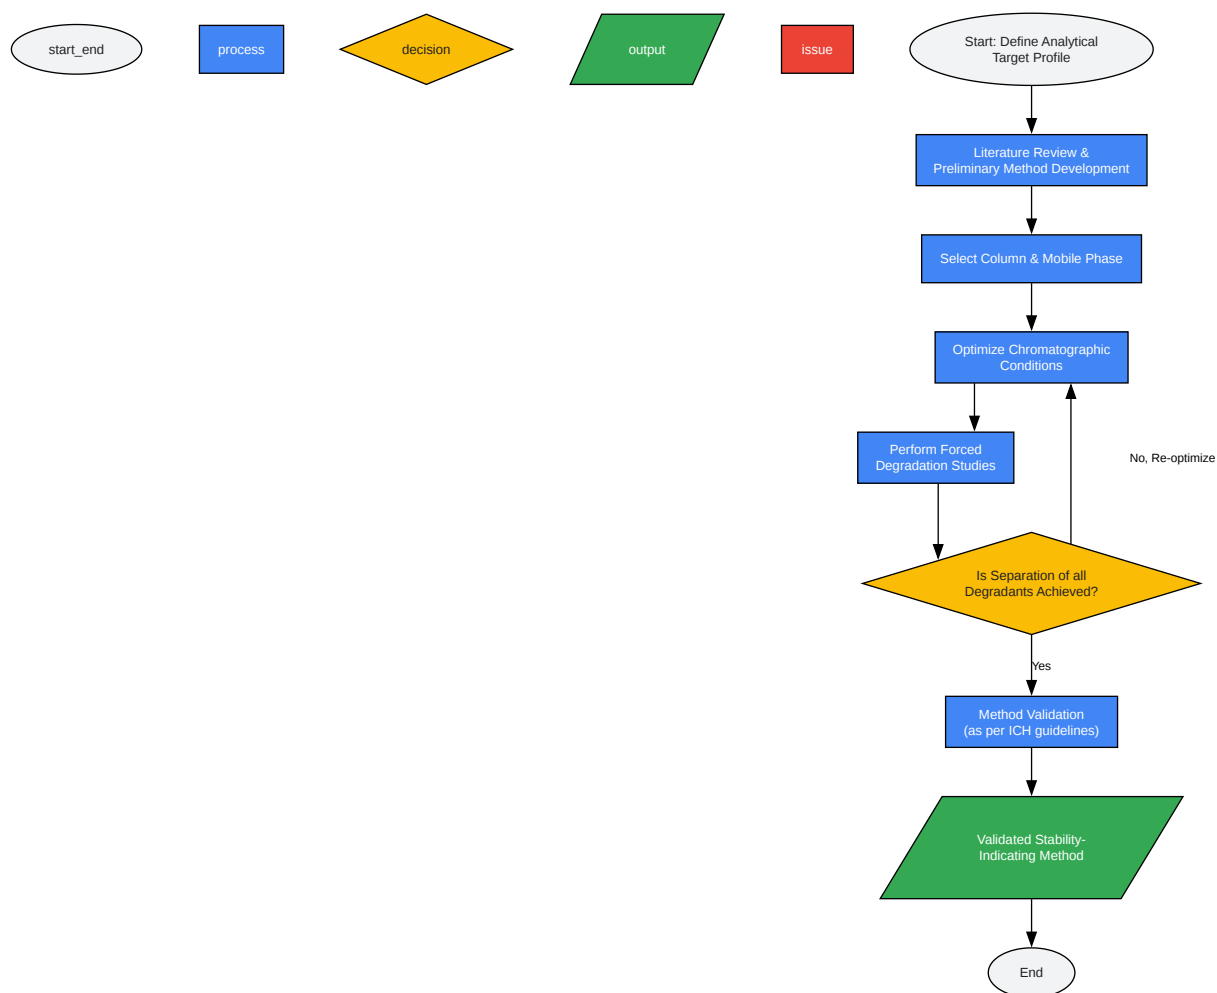 start_end
process
decision
output
issue
Start: Define Analytical
Target Profile
Literature Review &
Preliminary Method Development
Select Column & Mobile Phase
Optimize Chromatographic
Conditions
Perform Forced
Degradation Studies
No, Re-optimize
Is Separation of all
Degradants Achieved?
Yes
Method Validation
(as per ICH guidelines)
Validated Stability-
Indicating Method
End